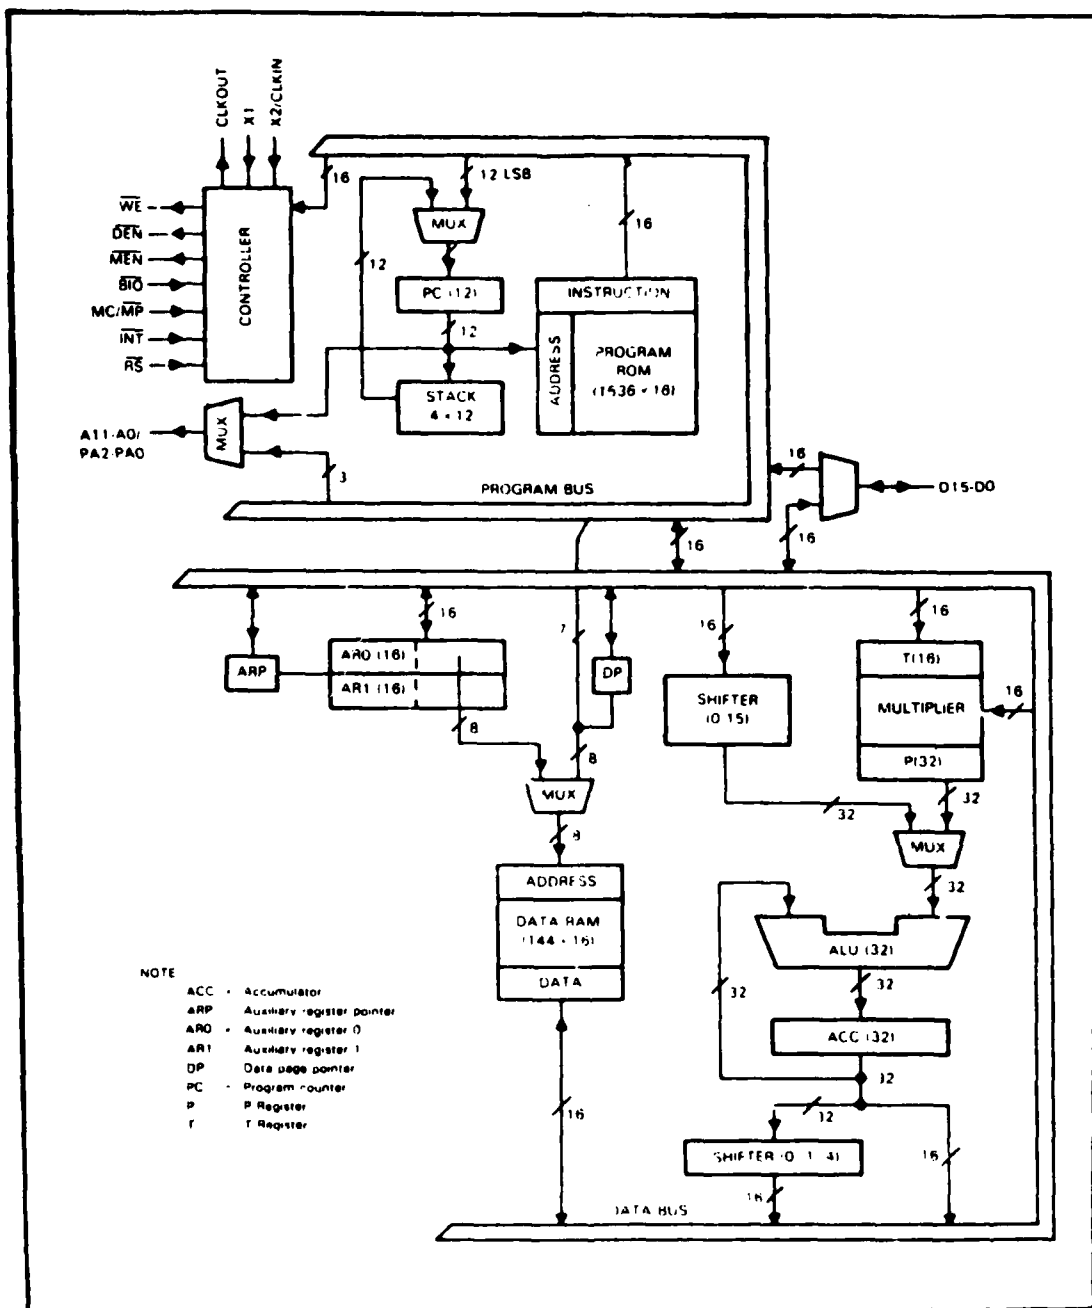 CLKOUT
X1
X2/CLKIN
WE
DEN
MEN
BIO
MC/MP
INT
RS
CONTROLLER
16
12 LSB
MUX
16
12
PC (12)
12
STACK
4 × 12
INSTRUCTION
ADDRESS
PROGRAM
ROM
(1536 × 16)
A11-A0/
PA2-PA0
MUX
3
PROGRAM BUS
16
D15-D0
16
16
16
7
16
16
ARP
AR0 (16)
AR1 (16)
DP
SHIFTER
(0-15)
T(16)
MULTIPLIER
P(32)
16
8
8
MUX
8
32
32
MUX
32
ADDRESS
DATA RAM
(144 × 16)
DATA
ALU (32)
32
32
ACC (32)
32
32
16
SHIFTER (0, 1, 4)
16
16
DATA BUS
NOTE
ACC - Accumulator
ARP Auxiliary register pointer
AR0 - Auxiliary register 0
AR1 Auxiliary register 1
DP Data page pointer
PC - Program counter
P P Register
T T Register